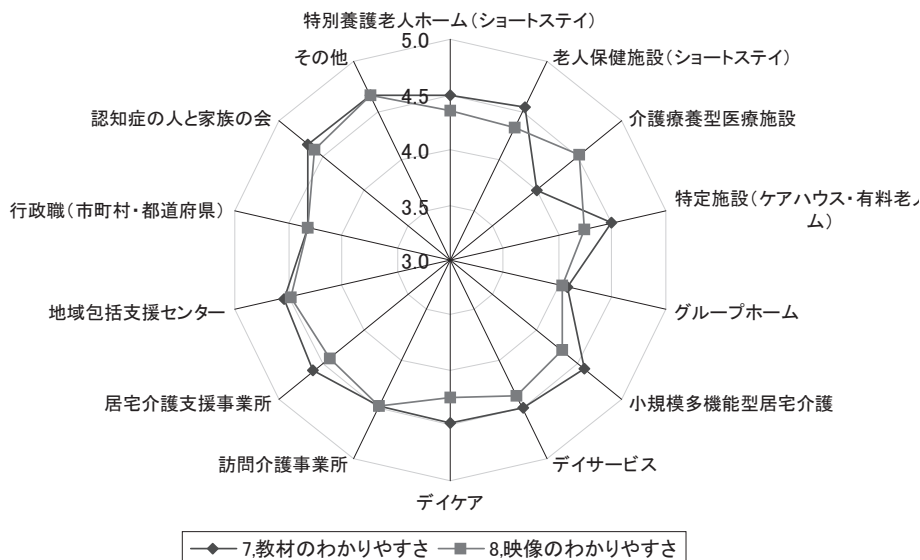 特別養護老人ホーム(ショートステイ)
5.0
その他
老人保健施設(ショートステイ)
4.5
認知症の人と家族の会
介護療養型医療施設
4.0
行政職(市町村・都道府県)
3.5
特定施設(ケアハウス・有料老人
ム)
3.0
地域包括支援センター
グループホーム
居宅介護支援事業所
小規模多機能型居宅介護
訪問介護事業所
デイサービス
デイケア
7,教材のわかりやすさ
8,映像のわかりやすさ